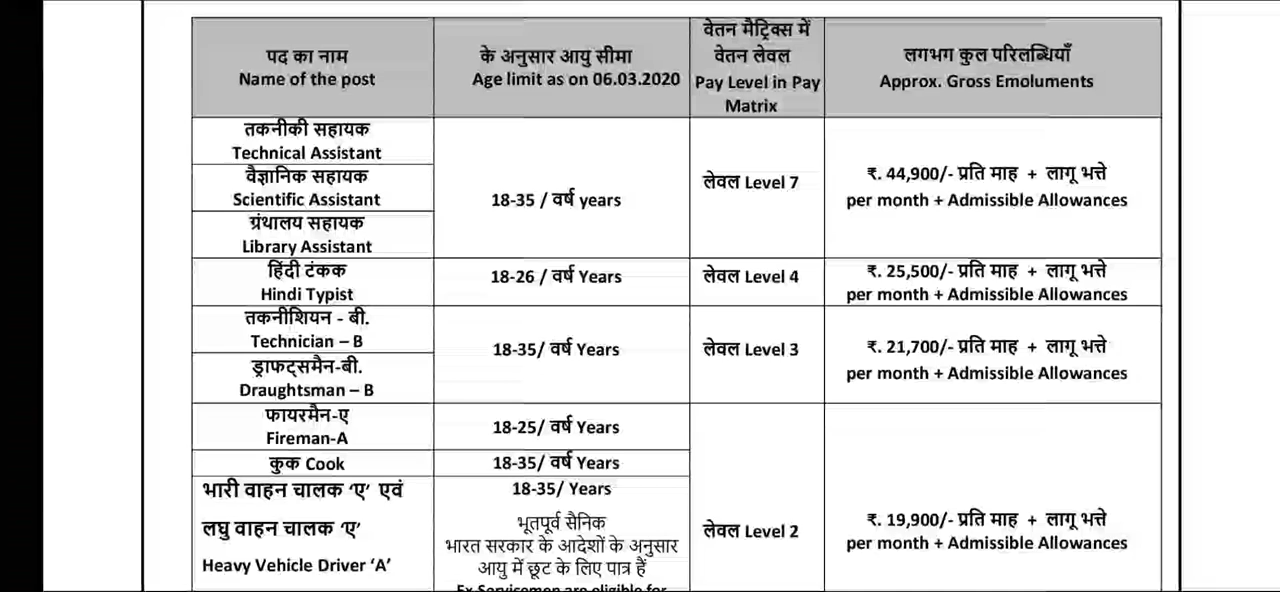 पद का नाम
Name of the post
के अनुसार आयु सीमा
Age limit as on 06.03.2020
वेतन मैट्रिक्स में
वेतन लेवल
Pay Level in Pay
Matrix
लगभग कुल परिलब्धियाँ
Approx. Gross Emoluments
तकनीकी सहायक
Technical Assistant
वैज्ञानिक सहायक
Scientific Assistant
ग्रंथालय सहायक
Library Assistant
18-35 / वर्ष years
लेवल Level 7
₹. 44,900/- प्रति माह + लागू भत्ते
per month + Admissible Allowances
हिंदी टंकक
Hindi Typist
18-26 / वर्ष Years
लेवल Level 4
₹. 25,500/- प्रति माह + लागू भत्ते
per month + Admissible Allowances
तकनीशियन - बी.
Technician – B
ड्राफट्समैन-बी.
Draughtsman – B
18-35/ वर्ष Years
लेवल Level 3
₹. 21,700/- प्रति माह + लागू भत्ते
per month + Admissible Allowances
फायरमैन-ए
Fireman-A
18-25/ वर्ष Years
कुक Cook
18-35/ वर्ष Years
भारी वाहन चालक ‘ए’ एवं
लघु वाहन चालक ‘ए’
Heavy Vehicle Driver ‘A’
18-35/ Years
भूतपूर्व सैनिक
भारत सरकार के आदेशों के अनुसार
आयु में छूट के लिए पात्र हैं
Ex-Servicemen are eligible for
लेवल Level 2
₹. 19,900/- प्रति माह + लागू भत्ते
per month + Admissible Allowances